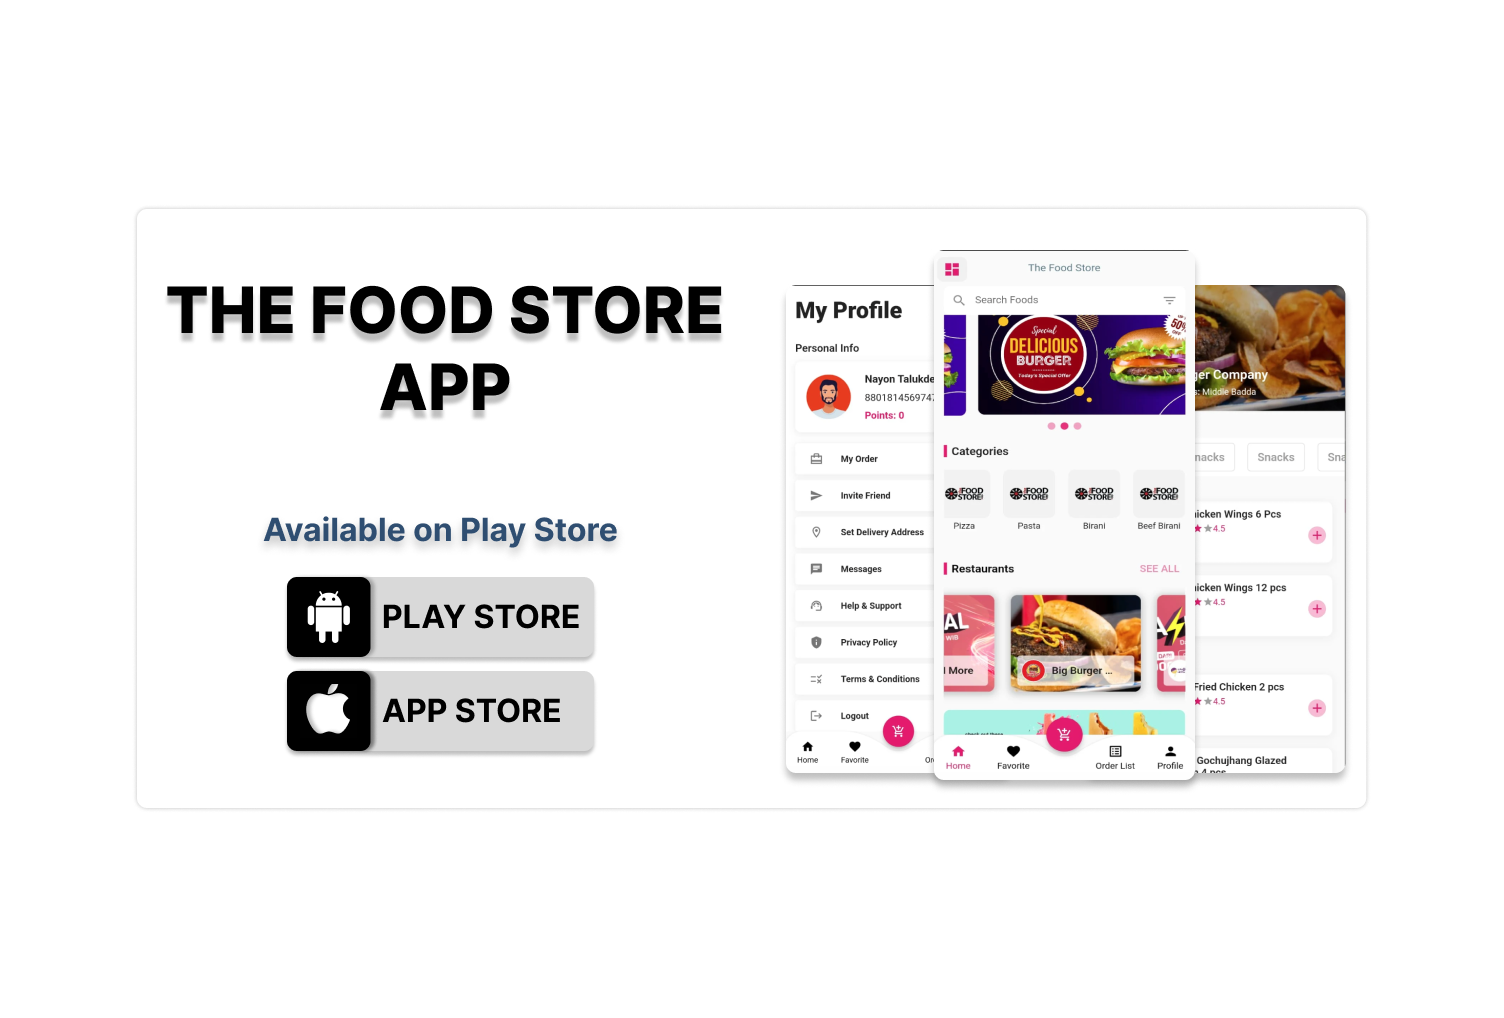 THE FOOD STORE
APP
Available on Play Store
PLAY STORE
APP STORE
My Profile
Personal Info
Nayon Talukde
8801814569747
Points: 0
My Order
Invite Friend
Set Delivery Address
Messages
Help & Support
Privacy Policy
Terms & Conditions
Logout
Home
Favorite
The Food Store
Search Foods
Special
DELICIOUS
BURGER
Today's Special Offer
50%
OFF
Categories
FOOD
STORE
FOOD
STORE
FOOD
STORE
FOOD
STORE
Pizza
Pasta
Birani
Beef Birani
Restaurants
SEE ALL
AL
WIB
More
Big Burger ...
Home
Favorite
Order List
Profile
ger Company
s: Middle Badda
nacks
Snacks
Sna
icken Wings 6 Pcs
4.5
icken Wings 12 pcs
4.5
Fried Chicken 2 pcs
4.5
Gochujhang Glazed
4 pcs